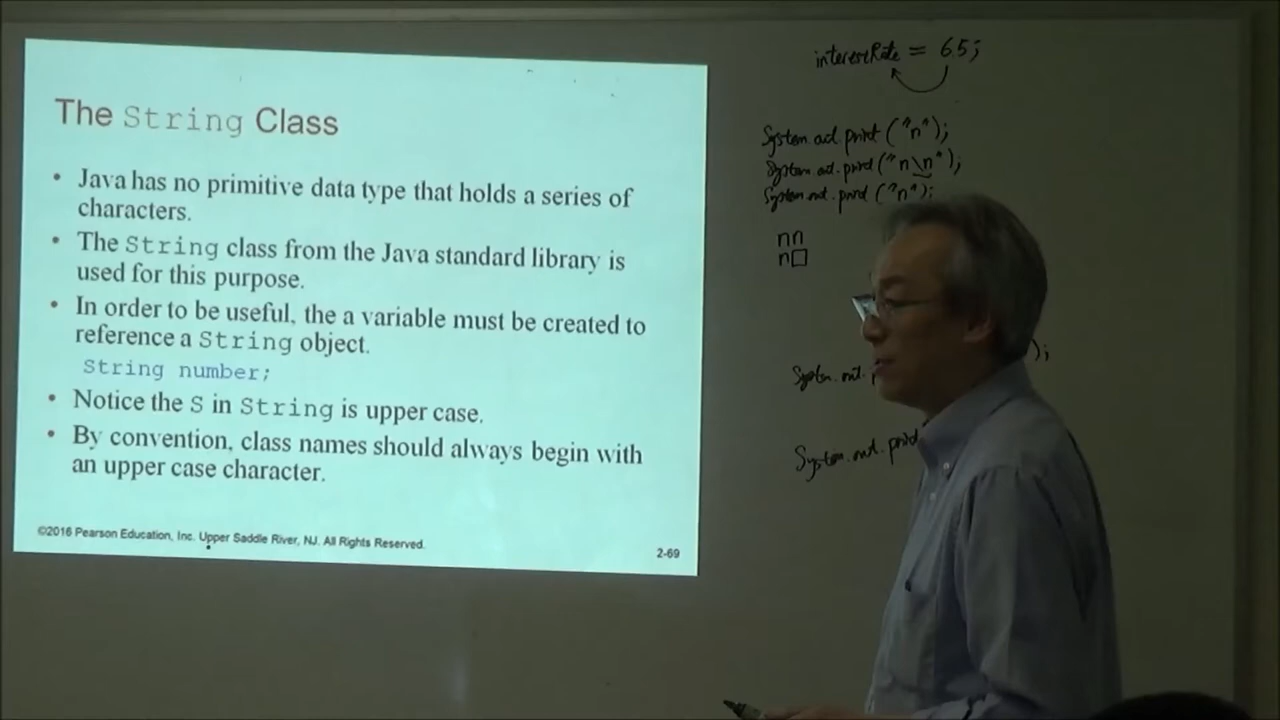 The String Class
• Java has no primitive data type that holds a series of
characters.
• The String class from the Java standard library is
used for this purpose.
• In order to be useful, the a variable must be created to
reference a String object.
String number;
• Notice the S in String is upper case.
• By convention, class names should always begin with
an upper case character.
©2016 Pearson Education, Inc. Upper Saddle River, NJ. All Rights Reserved.
2-69
interestRate = 65;
System.out.print("n");
System.out.print("n\n");
System.out.print("n");
nn
n
System.out.
);
System.out.print